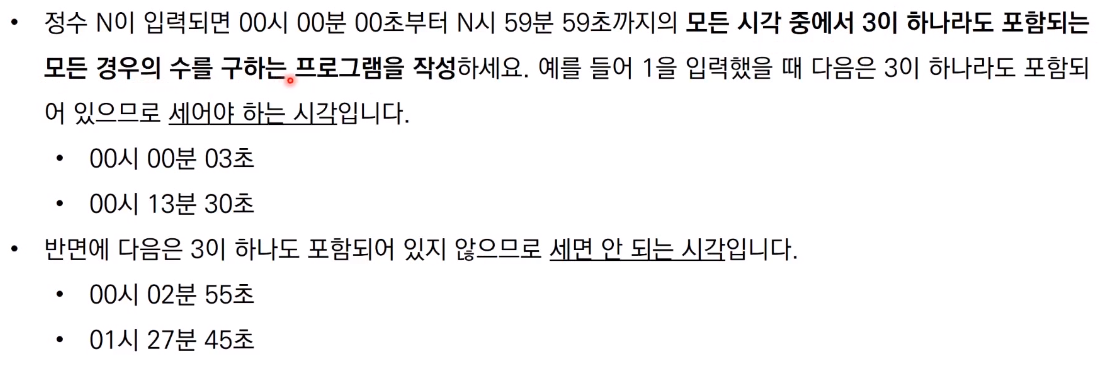 • 정수 N이 입력되면 00시 00분 00초부터 N시 59분 59초까지의 모든 시각 중에서 3이 하나라도 포함되는
모든 경우의 수를 구하는 프로그램을 작성하세요. 예를 들어 1을 입력했을 때 다음은 3이 하나라도 포함되
어 있으므로 세어야 하는 시각입니다.
• 00시 00분 03초
• 00시 13분 30초
• 반면에 다음은 3이 하나도 포함되어 있지 않으므로 세면 안 되는 시각입니다.
• 00시 02분 55초
• 01시 27분 45초